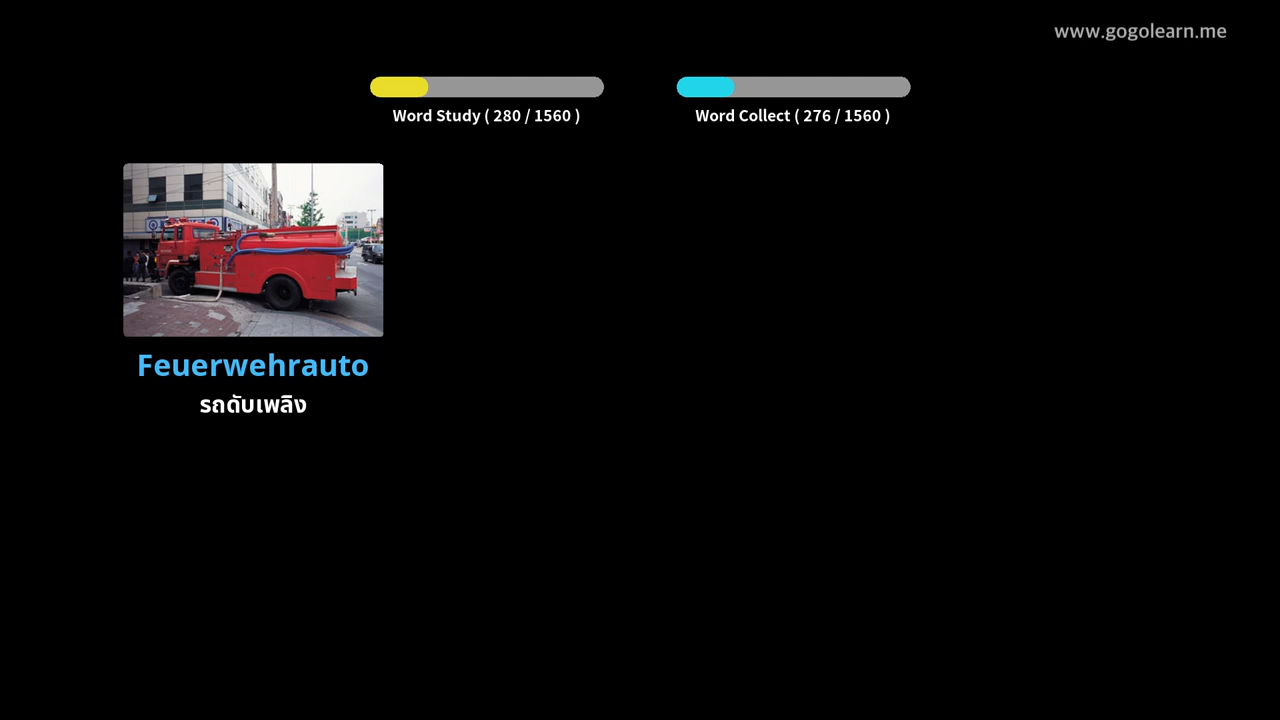 www.gogolearn.me
Word Study ( 280 / 1560 )
Word Collect ( 276 / 1560 )
Feuerwehrauto
รถดับเพลิง